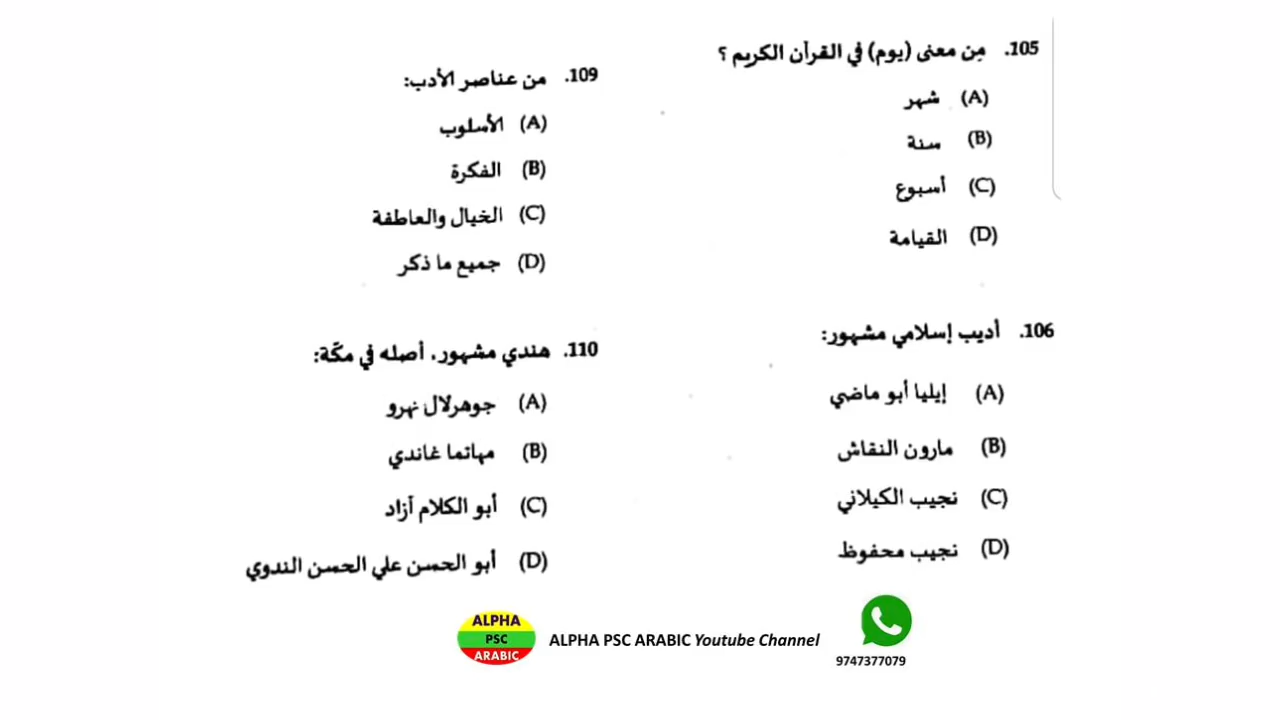 105. مِن معنى (يوم) في القرآن الكريم ؟
(A) شهر
(B) سنة
(C) أسبوع
(D) القيامة
106. أديب إسلامي مشهور:
(A) إيليا أبو ماضي
(B) مارون النقاش
(C) نجيب الكيلاني
(D) نجيب محفوظ
109. من عناصر الأدب:
(A) الأسلوب
(B) الفكرة
(C) الخيال والعاطفة
(D) جميع ما ذكر
110. هندي مشهور، أصله في مكّة:
(A) جوهرلال نهرو
(B) مهاتما غاندي
(C) أبو الكلام آزاد
(D) أبو الحسن علي الحسن الندوي
ALPHA
PSC
ARABIC
ALPHA PSC ARABIC Youtube Channel
9747377079